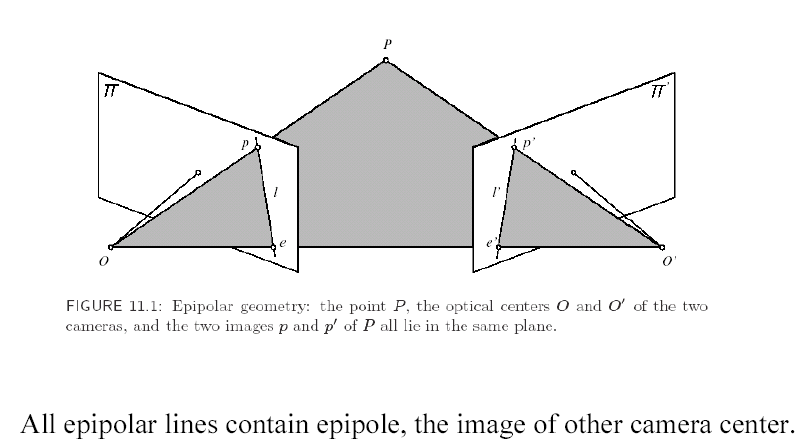 P
Π
Π'
p
p'
l
l'
e
e'
O
O'
FIGURE 11.1: Epipolar geometry: the point P, the optical centers O and O′ of the two
cameras, and the two images p and p′ of P all lie in the same plane.
All epipolar lines contain epipole, the image of other camera center.